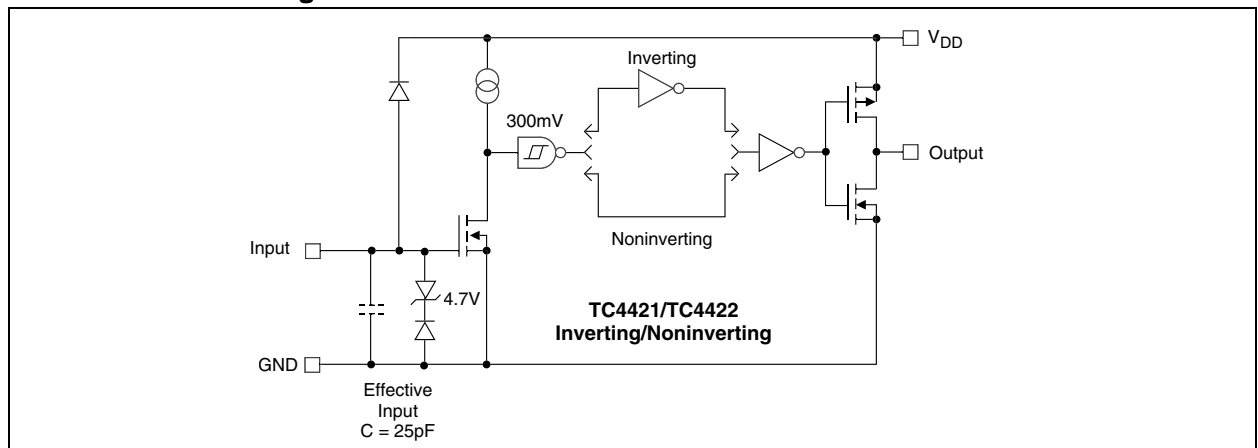 g
V_DD
Inverting
300mV
Output
Input
Noninverting
4.7V
TC4421/TC4422
Inverting/Noninverting
GND
Effective
Input
C = 25pF